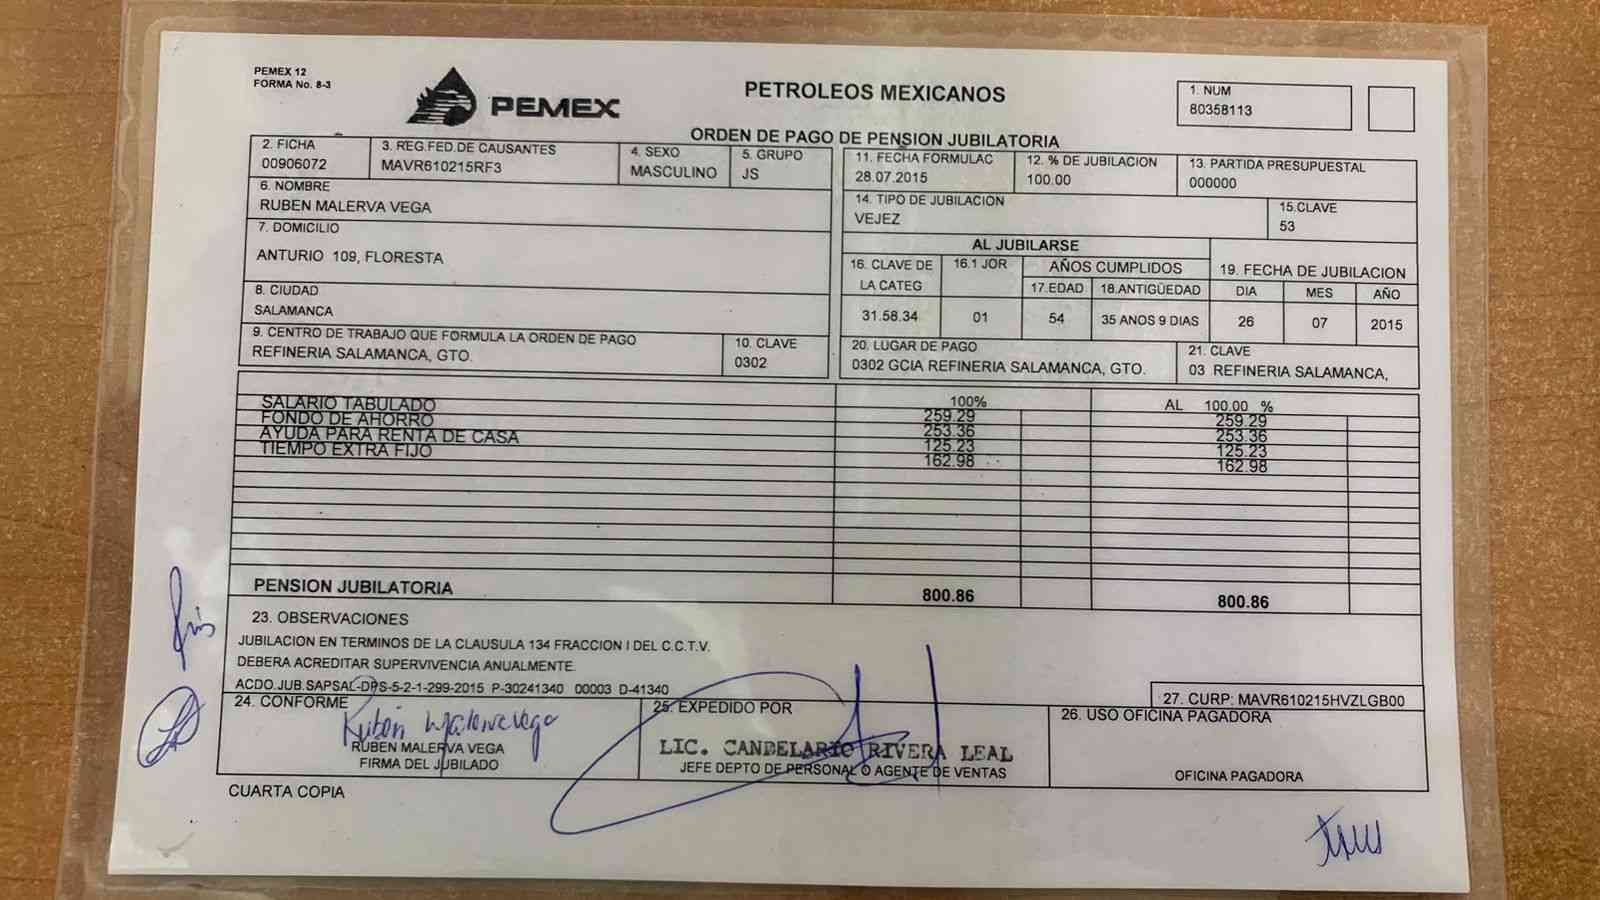 PEMEX 12
FORMA No. 8-3
PEMEX
PETROLEOS MEXICANOS
ORDEN DE PAGO DE PENSION JUBILATORIA
1. NUM
80358113
2. FICHA
00906072
3. REG.FED.DE CAUSANTES
MAVR610215RF3
4. SEXO
MASCULINO
5. GRUPO
JS
6. NOMBRE
RUBEN MALERVA VEGA
7. DOMICILIO
ANTURIO 109, FLORESTA
8. CIUDAD
SALAMANCA
9. CENTRO DE TRABAJO QUE FORMULA LA ORDEN DE PAGO
REFINERIA SALAMANCA, GTO.
10. CLAVE
0302
11. FECHA FORMULAC
28.07.2015
12. % DE JUBILACION
100.00
13. PARTIDA PRESUPUESTAL
000000
14. TIPO DE JUBILACION
VEJEZ
15.CLAVE
53
AL JUBILARSE
16. CLAVE DE
LA CATEG
31.58.34
16.1 JOR
01
AÑOS CUMPLIDOS
17.EDAD
54
18.ANTIGÜEDAD
35 ANOS 9 DIAS
19. FECHA DE JUBILACION
DIA MES AÑO
26 07 2015
20. LUGAR DE PAGO
0302 GCIA REFINERIA SALAMANCA, GTO.
21. CLAVE
03 REFINERIA SALAMANCA,
100% AL 100.00 %
SALARIO TABULADO 259.29 259.29
FONDO DE AHORRO 253.36 253.36
AYUDA PARA RENTA DE CASA 125.23 125.23
TIEMPO EXTRA FIJO 162.98 162.98
PENSION JUBILATORIA 800.86 800.86
23. OBSERVACIONES
JUBILACION EN TERMINOS DE LA CLAUSULA 134 FRACCION I DEL C.C.T.V.
DEBERA ACREDITAR SUPERVIVENCIA ANUALMENTE.
ACDO.JUB.SAPSAL-DPS-5-2-1-299-2015 P-30241340 00003 D-41340
27. CURP: MAVR610215HVZLGB00
24. CONFORME
Rubén Malerva Vega
RUBEN MALERVA VEGA
FIRMA DEL JUBILADO
25. EXPEDIDO POR
LIC. CANDELARIO RIVERA LEAL
JEFE DEPTO DE PERSONAL O AGENTE DE VENTAS
26. USO OFICINA PAGADORA
OFICINA PAGADORA
CUARTA COPIA